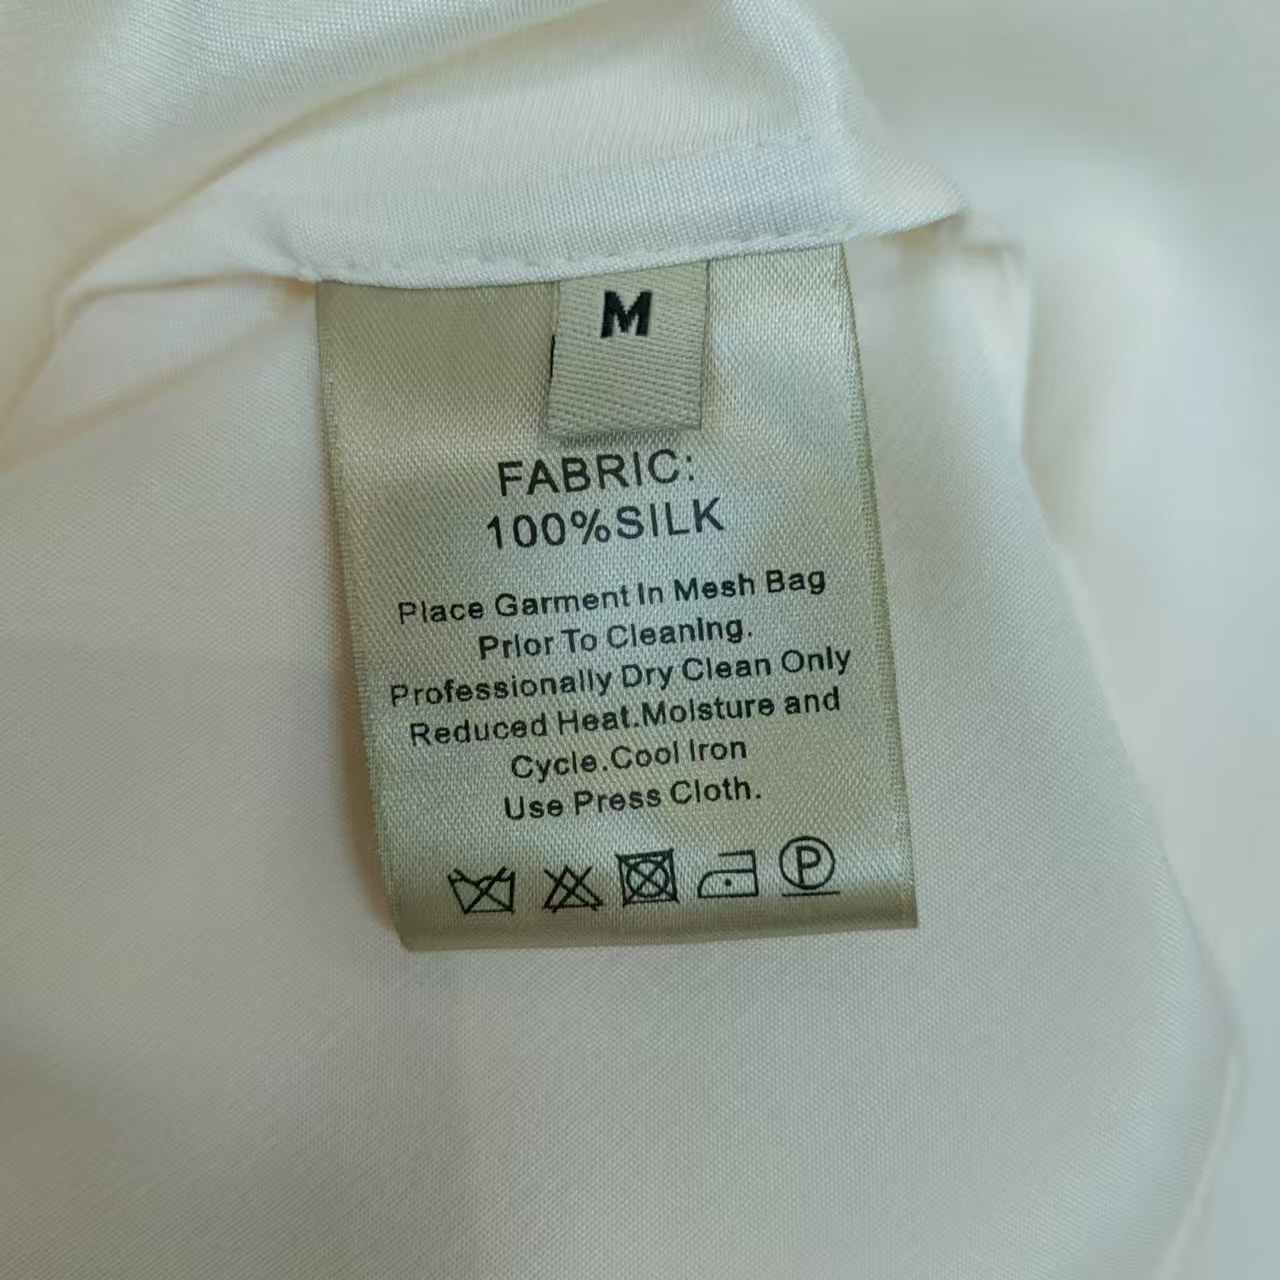 M
FABRIC:
100%SILK
Place Garment In Mesh Bag
Prior To Cleaning.
Professionally Dry Clean Only
Reduced Heat.Moisture and
Cycle.Cool Iron
Use Press Cloth.
P